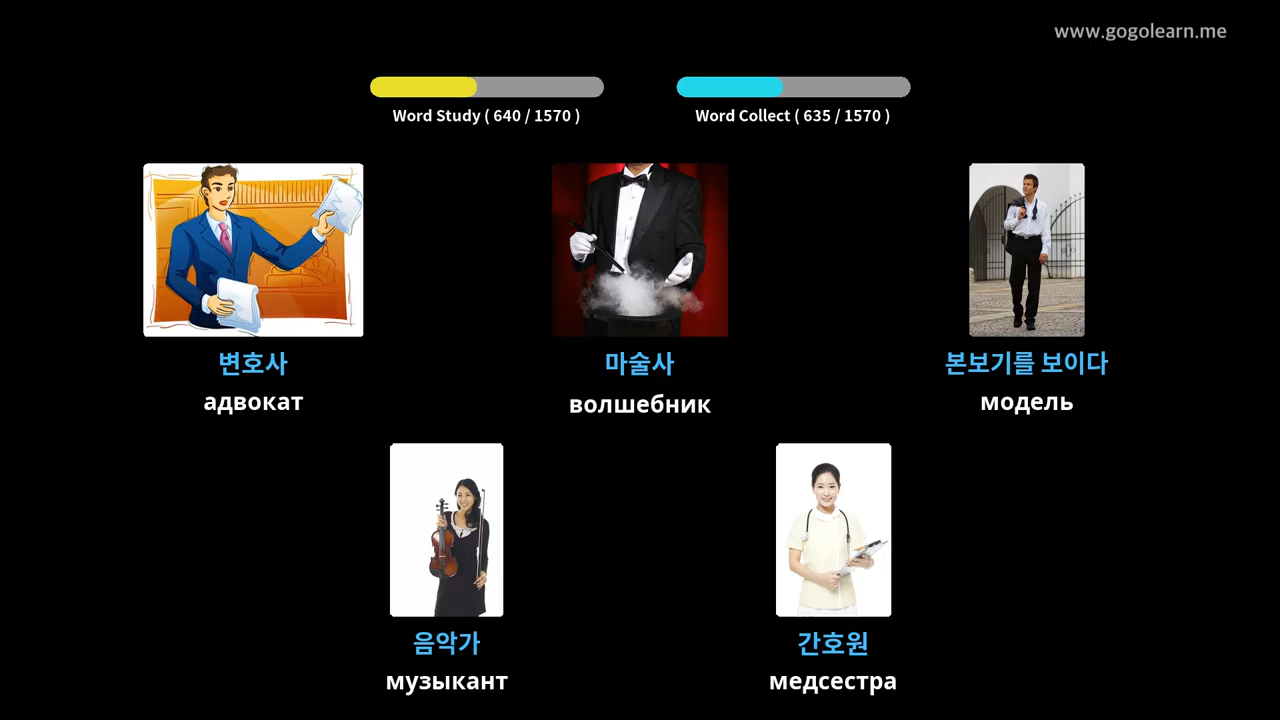 www.gogolearn.me
Word Study ( 640 / 1570 )
Word Collect ( 635 / 1570 )
변호사
адвокат
마술사
волшебник
본보기를 보이다
модель
음악가
музыкант
간호원
медсестра